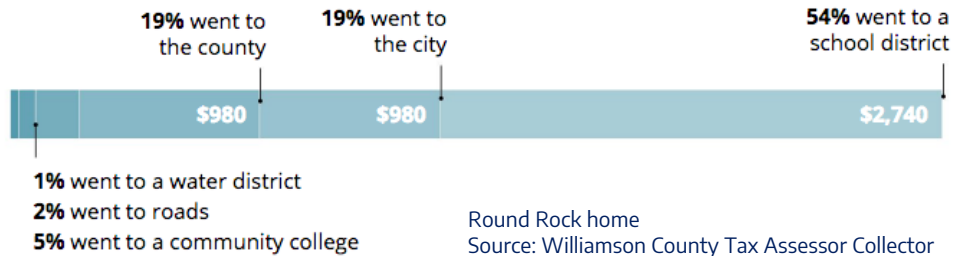 19% went to
the county
19% went to
the city
54% went to a
school district
$980
$980
$2,740
1% went to a water district
2% went to roads
5% went to a community college
Round Rock home
Source: Williamson County Tax Assessor Collector